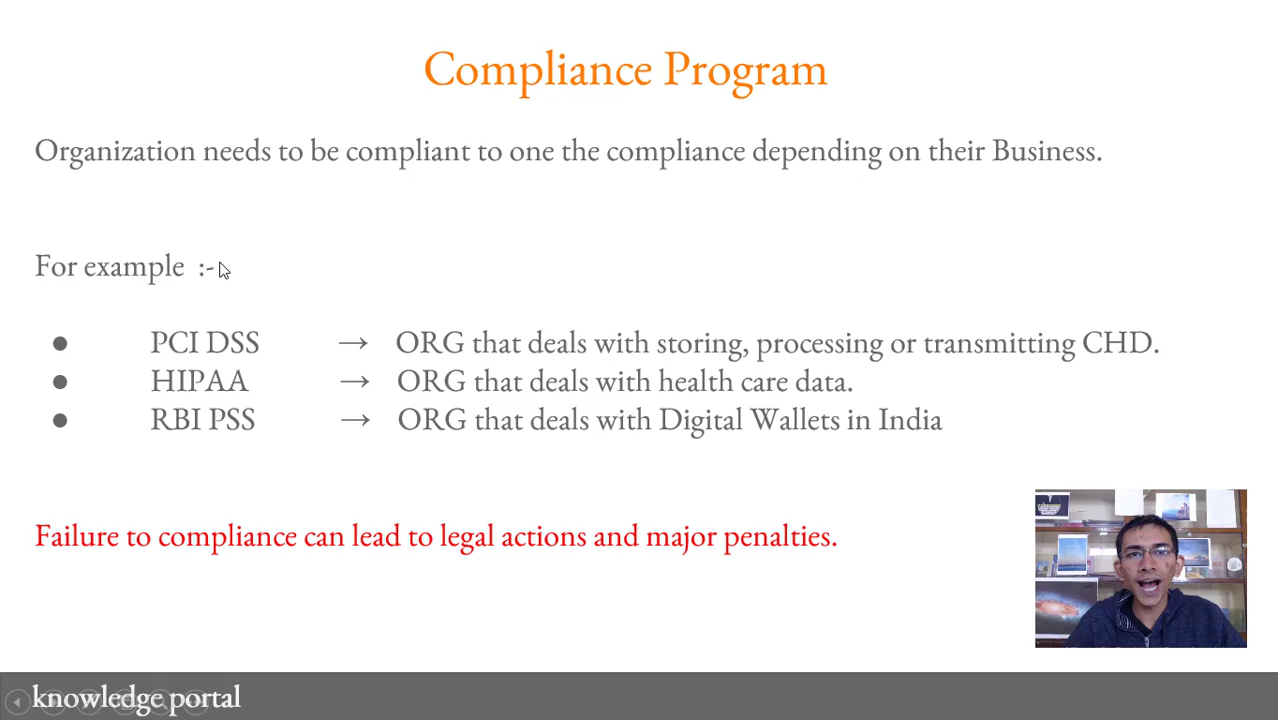 Compliance Program
Organization needs to be compliant to one the compliance depending on their Business.
For example :-
● PCI DSS → ORG that deals with storing, processing or transmitting CHD.
● HIPAA → ORG that deals with health care data.
● RBI PSS → ORG that deals with Digital Wallets in India
Failure to compliance can lead to legal actions and major penalties.
knowledge portal